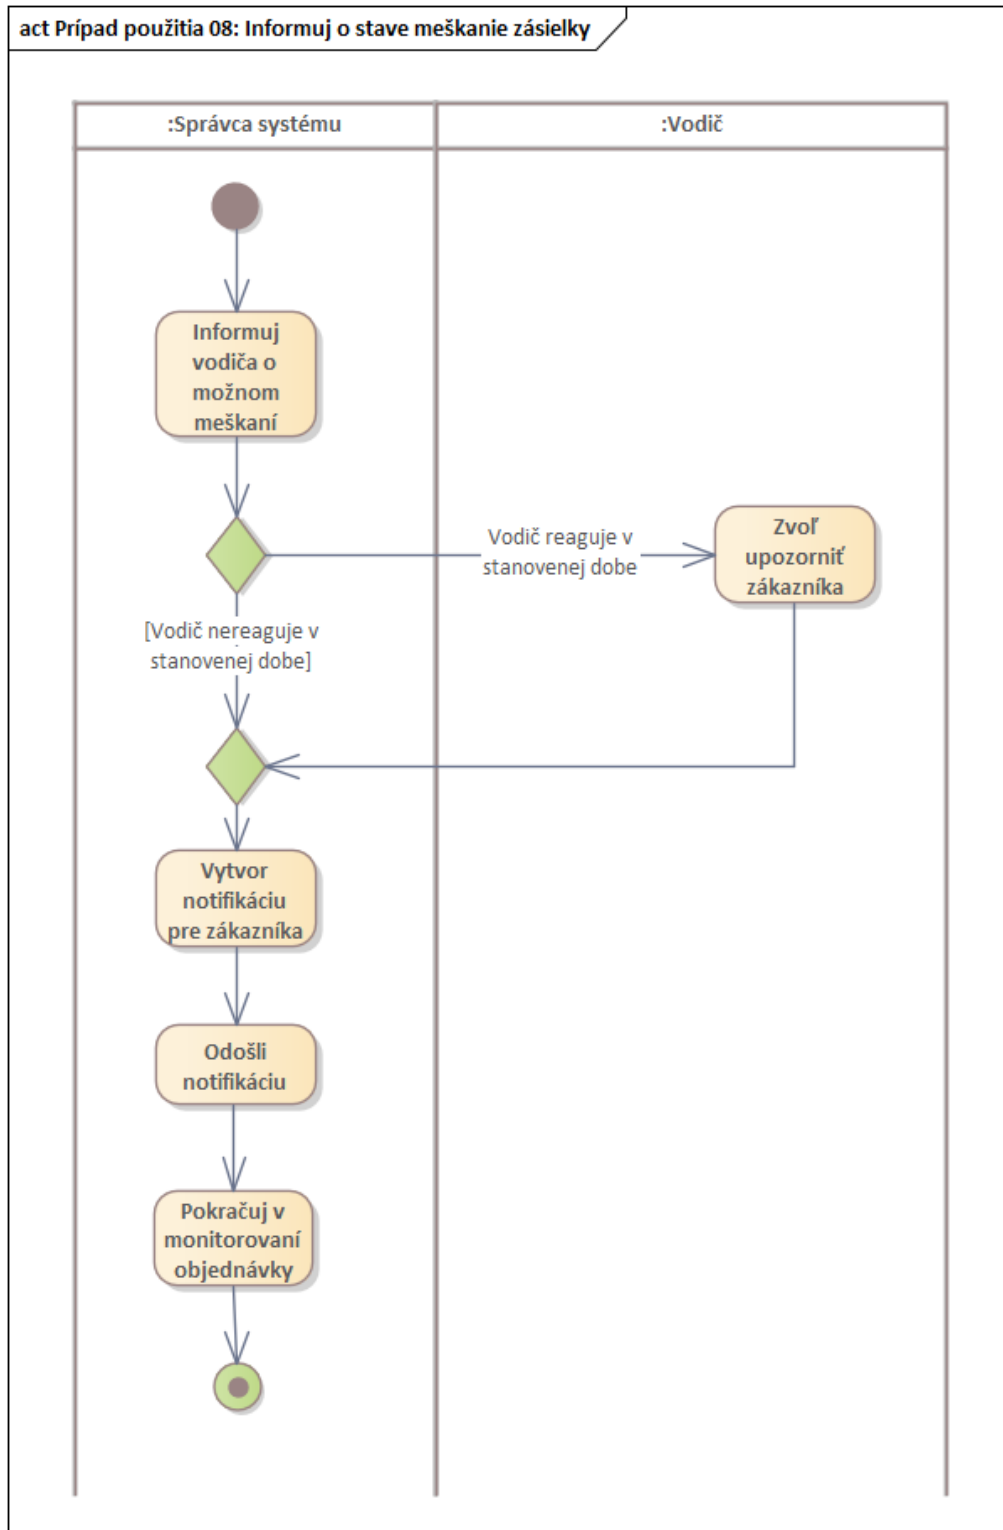 act Prípad použitia 08: Informuj o stave meškanie zásielky
:Správca systému
:Vodič
Informuj
vodiča o
možnom
meškaní
Vodič reaguje v
stanovenej dobe
Zvoľ
upozorniť
zákazníka
[Vodič nereaguje v
stanovenej dobe]
Vytvor
notifikáciu
pre zákazníka
Odošli
notifikáciu
Pokračuj v
monitorovaní
objednávky